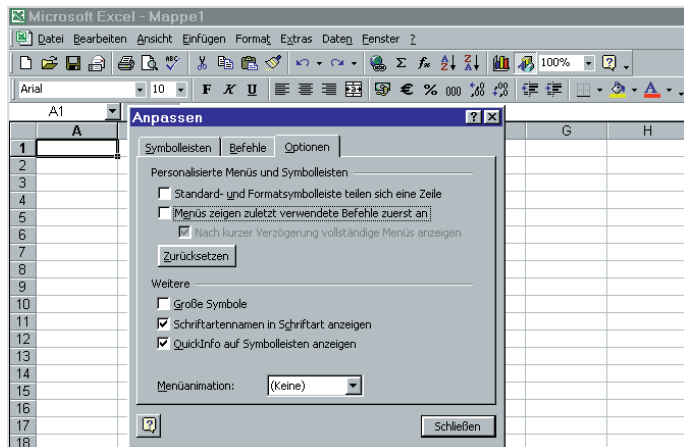 Microsoft Excel - Mappe1
Datei Bearbeiten Ansicht Einfügen Format Extras Daten Fenster ?
ABC 100% ?
Arial 10 F K U € % 000
A1
Anpassen ? ×
A G H
Symbolleisten Befehle Optionen
1
Personalisierte Menüs und Symbolleisten
2
3
Standard- und Formatsymbolleiste teilen sich eine Zeile
4
Menüs zeigen zuletzt verwendete Befehle zuerst an
5
Nach kurzer Verzögerung vollständige Menüs anzeigen
6
Zurücksetzen
7
8
Weitere
9
Große Symbole
10
Schriftartennamen in Schriftart anzeigen
11
QuickInfo auf Symbolleisten anzeigen
12
13
14
Menüanimation: (Keine)
15
16
Schließen
17
18